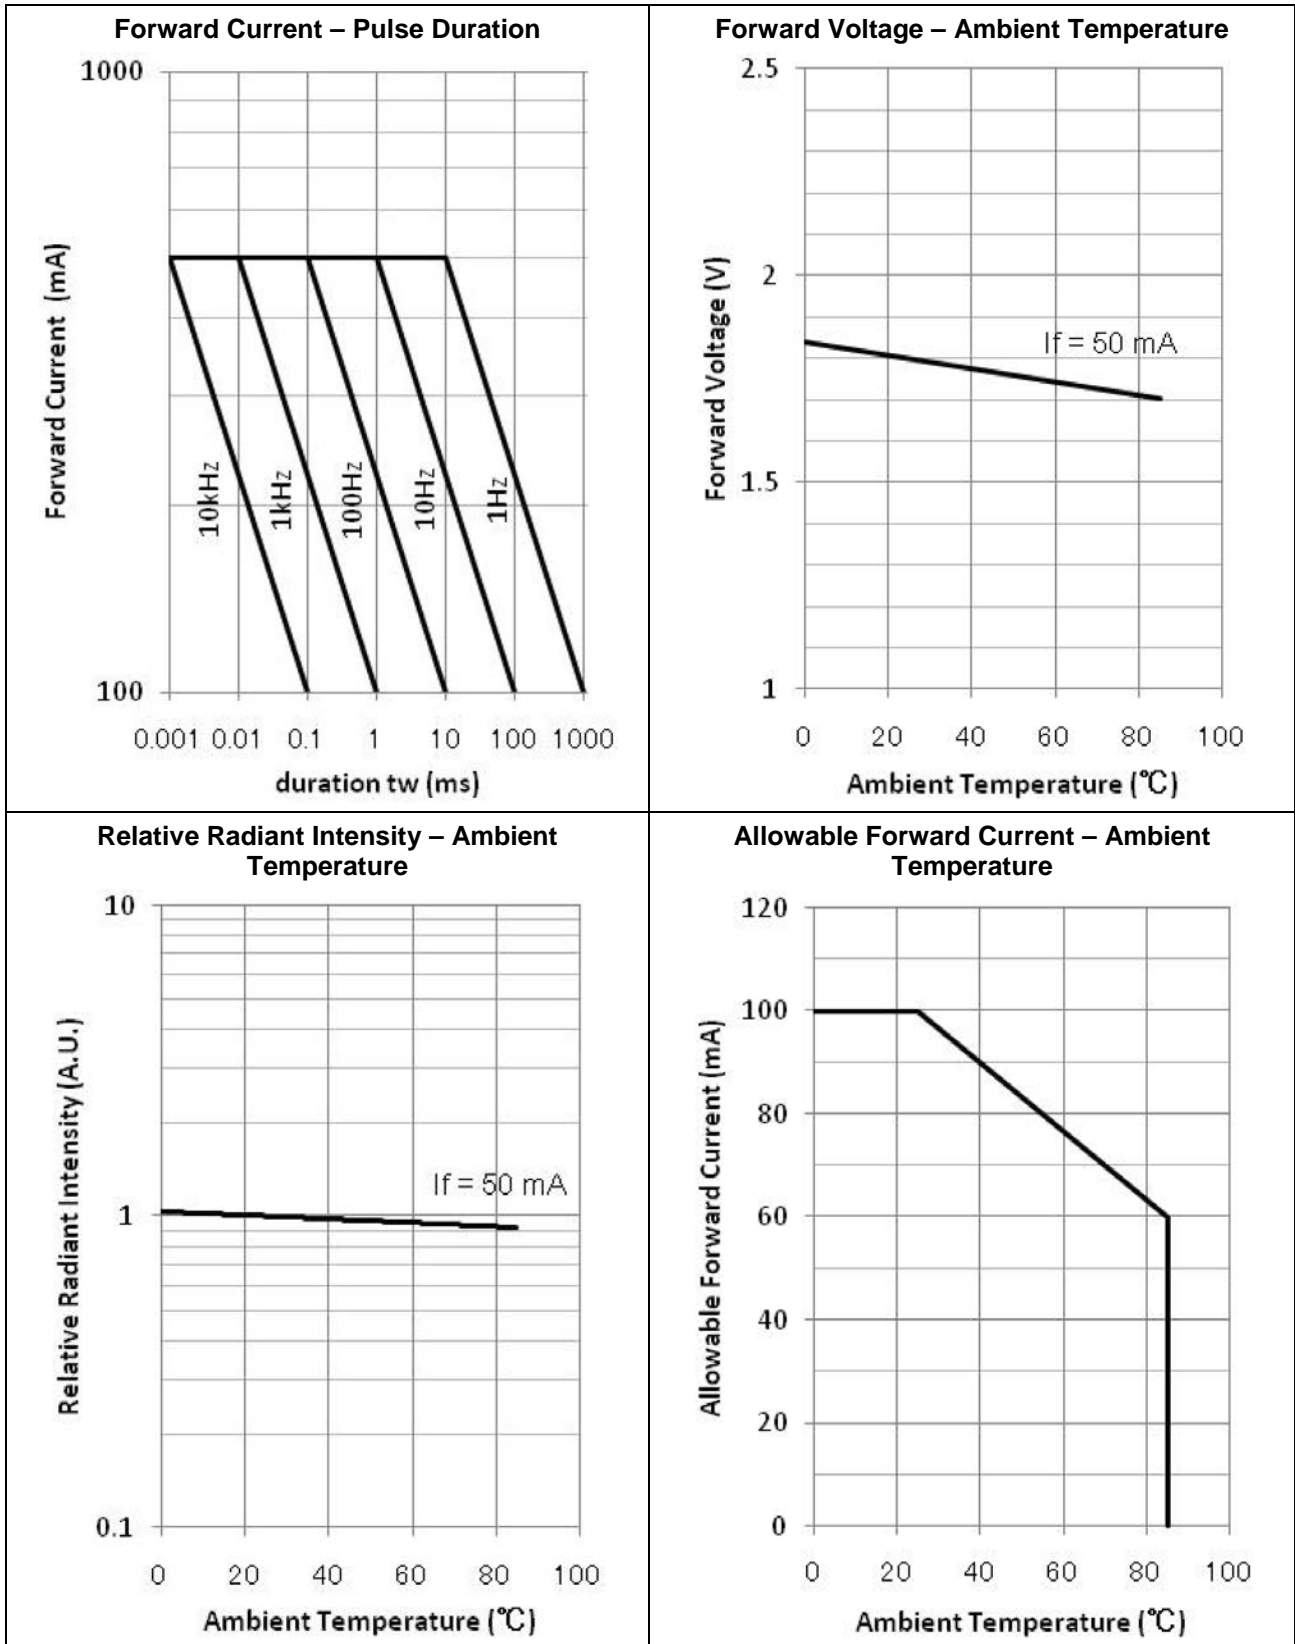 Forward Current – Pulse Duration
1000
100
Forward Current (mA)
10kHz
1kHz
100Hz
10Hz
1Hz
0.001 0.01 0.1 1 10 100 1000
duration tw (ms)
Forward Voltage – Ambient Temperature
2.5
2
1.5
1
Forward Voltage (V)
If = 50 mA
0 20 40 60 80 100
Ambient Temperature (℃)
Relative Radiant Intensity – Ambient
Temperature
10
1
0.1
Relative Radiant Intensity (A.U.)
If = 50 mA
0 20 40 60 80 100
Ambient Temperature (℃)
Allowable Forward Current – Ambient
Temperature
120
100
80
60
40
20
0
Allowable Forward Current (mA)
0 20 40 60 80 100
Ambient Temperature (℃)